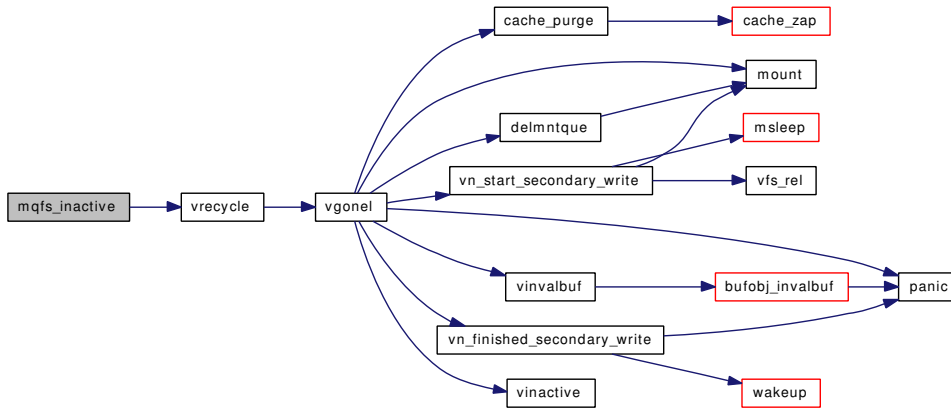 cache_purge
cache_zap
mount
delmntque
msleep
vn_start_secondary_write
vfs_rel
mqfs_inactive
vrecycle
vgonel
vinvalbuf
bufobj_invalbuf
panic
vn_finished_secondary_write
vinactive
wakeup